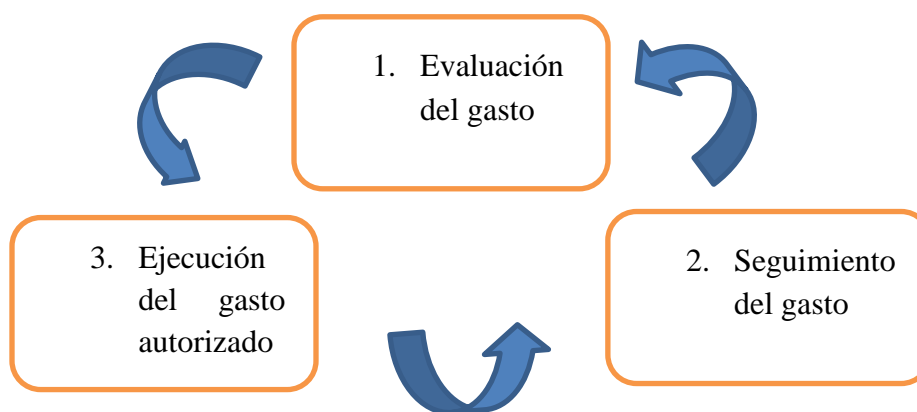 1. Evaluación
del gasto
3. Ejecución
del gasto
autorizado
2. Seguimiento
del gasto